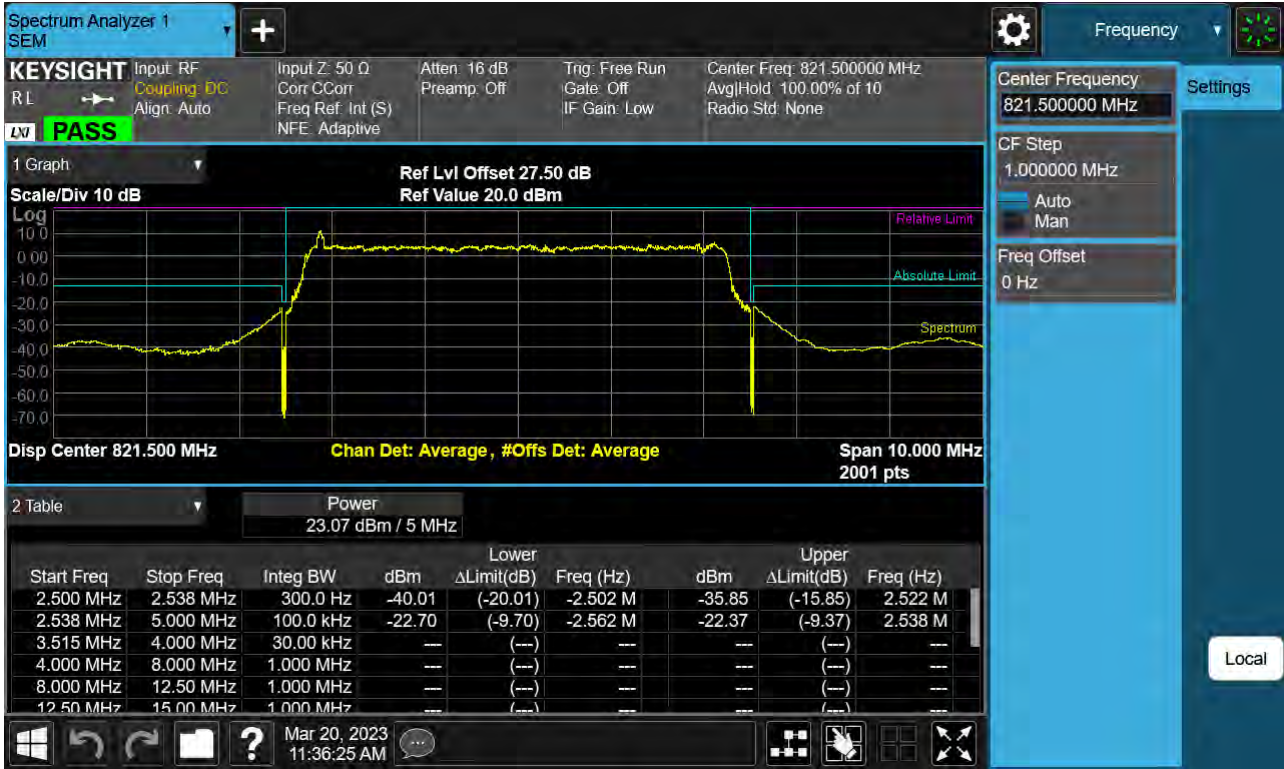 Spectrum Analyzer 1
SEM
Frequency
KEYSIGHT
R L
LXI
PASS
Input: RF
Coupling: DC
Align: Auto
Input Z: 50 Ω
Corr CCorr
Freq Ref: Int (S)
NFE: Adaptive
Atten: 16 dB
Preamp: Off
Trig: Free Run
Gate: Off
IF Gain: Low
Center Freq: 821.500000 MHz
Avg|Hold: 100.00% of 10
Radio Std: None
Center Frequency
821.500000 MHz
Settings
CF Step
1.000000 MHz
Auto
Man
Freq Offset
0 Hz
Local
1 Graph
Scale/Div 10 dB
Ref Lvl Offset 27.50 dB
Ref Value 20.0 dBm
Log
10.0
0.00
-10.0
-20.0
-30.0
-40.0
-50.0
-60.0
-70.0
Relative Limit
Absolute Limit
Spectrum
Disp Center 821.500 MHz
Chan Det: Average , #Offs Det: Average
Span 10.000 MHz
2001 pts
2 Table
Power
23.07 dBm / 5 MHz
Lower Upper
Start Freq Stop Freq Integ BW dBm ΔLimit(dB) Freq (Hz) dBm ΔLimit(dB) Freq (Hz)
2.500 MHz 2.538 MHz 300.0 Hz -40.01 (-20.01) -2.502 M -35.85 (-15.85) 2.522 M
2.538 MHz 5.000 MHz 100.0 kHz -22.70 (-9.70) -2.562 M -22.37 (-9.37) 2.538 M
3.515 MHz 4.000 MHz 30.00 kHz --- (---) --- --- (---) ---
4.000 MHz 8.000 MHz 1.000 MHz --- (---) --- --- (---) ---
8.000 MHz 12.50 MHz 1.000 MHz --- (---) --- --- (---) ---
12.50 MHz 15.00 MHz 1.000 MHz --- (---) --- --- (---) ---
?
Mar 20, 2023
11:36:25 AM